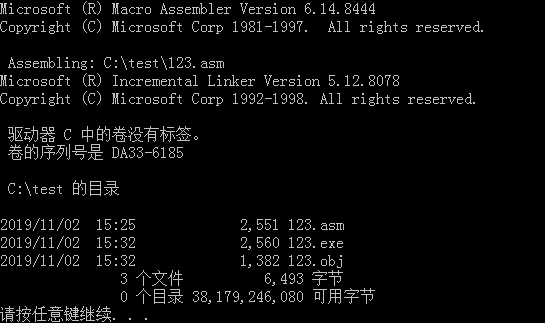 Microsoft (R) Macro Assembler Version 6.14.8444
Copyright (C) Microsoft Corp 1981-1997.  All rights reserved.
Assembling: C:\test\123.asm
Microsoft (R) Incremental Linker Version 5.12.8078
Copyright (C) Microsoft Corp 1992-1998. All rights reserved.
驱动器 C 中的卷没有标签。
卷的序列号是 DA33-6185
C:\test 的目录
2019/11/02  15:25             2,551 123.asm
2019/11/02  15:32             2,560 123.exe
2019/11/02  15:32             1,382 123.obj
3 个文件          6,493 字节
0 个目录 38,179,246,080 可用字节
请按任意键继续. . .